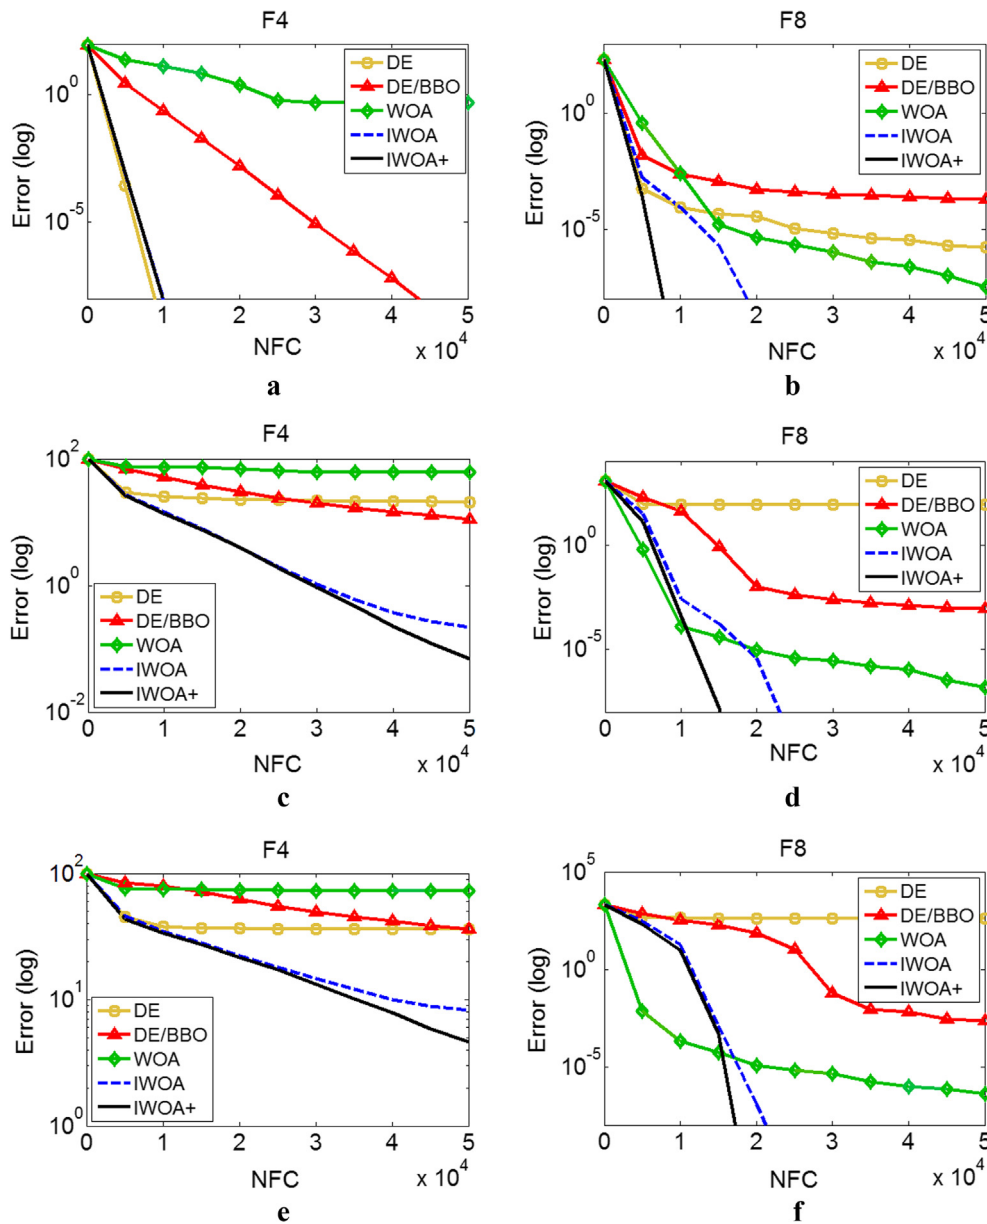 F4
Error (log)
10^0
10^-5
DE
DE/BBO
WOA
IWOA
IWOA+
0 1 2 3 4 5
NFC
x 10^4
a
F8
Error (log)
10^0
10^-5
DE
DE/BBO
WOA
IWOA
IWOA+
0 1 2 3 4 5
NFC
x 10^4
b
F4
Error (log)
10^2
10^0
10^-2
DE
DE/BBO
WOA
IWOA
IWOA+
0 1 2 3 4 5
NFC
x 10^4
c
F8
Error (log)
10^0
10^-5
DE
DE/BBO
WOA
IWOA
IWOA+
0 1 2 3 4 5
NFC
x 10^4
d
F4
Error (log)
10^2
10^1
10^0
DE
DE/BBO
WOA
IWOA
IWOA+
0 1 2 3 4 5
NFC
x 10^4
e
F8
Error (log)
10^5
10^0
10^-5
DE
DE/BBO
WOA
IWOA
IWOA+
0 1 2 3 4 5
NFC
x 10^4
f